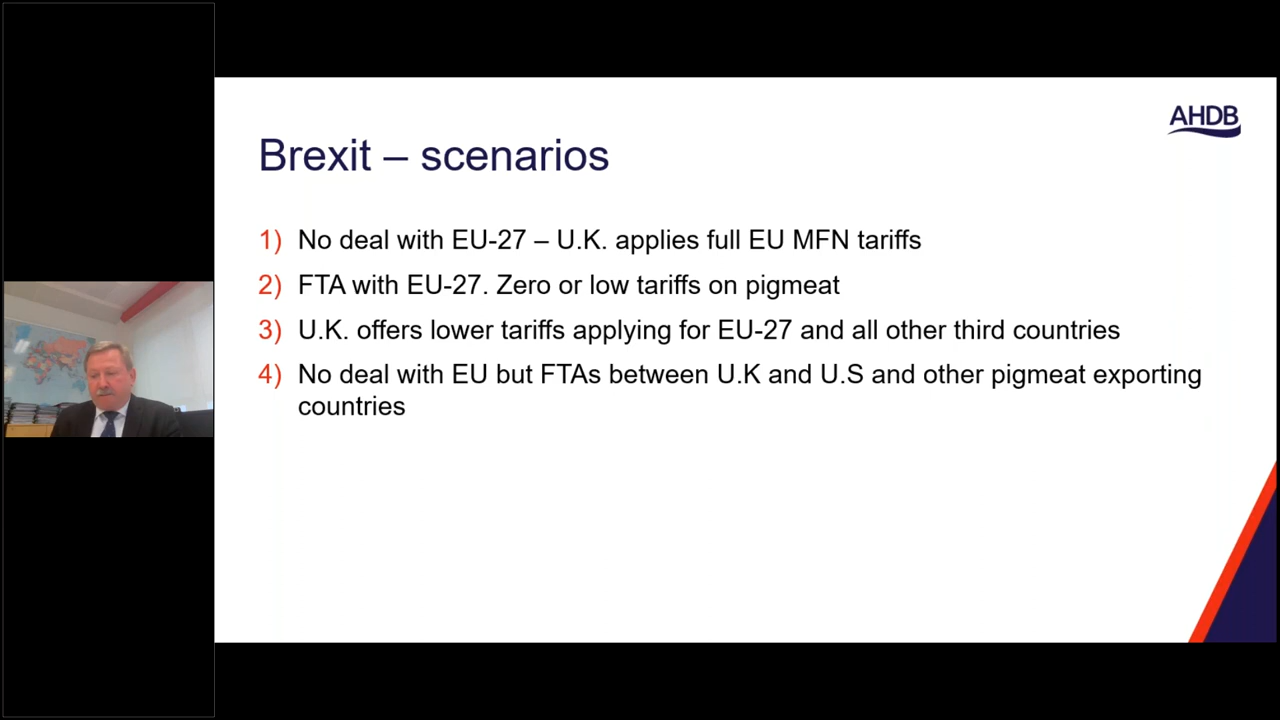 AHDB
Brexit – scenarios
1) No deal with EU-27 – U.K. applies full EU MFN tariffs
2) FTA with EU-27. Zero or low tariffs on pigmeat
3) U.K. offers lower tariffs applying for EU-27 and all other third countries
4) No deal with EU but FTAs between U.K and U.S and other pigmeat exporting
countries